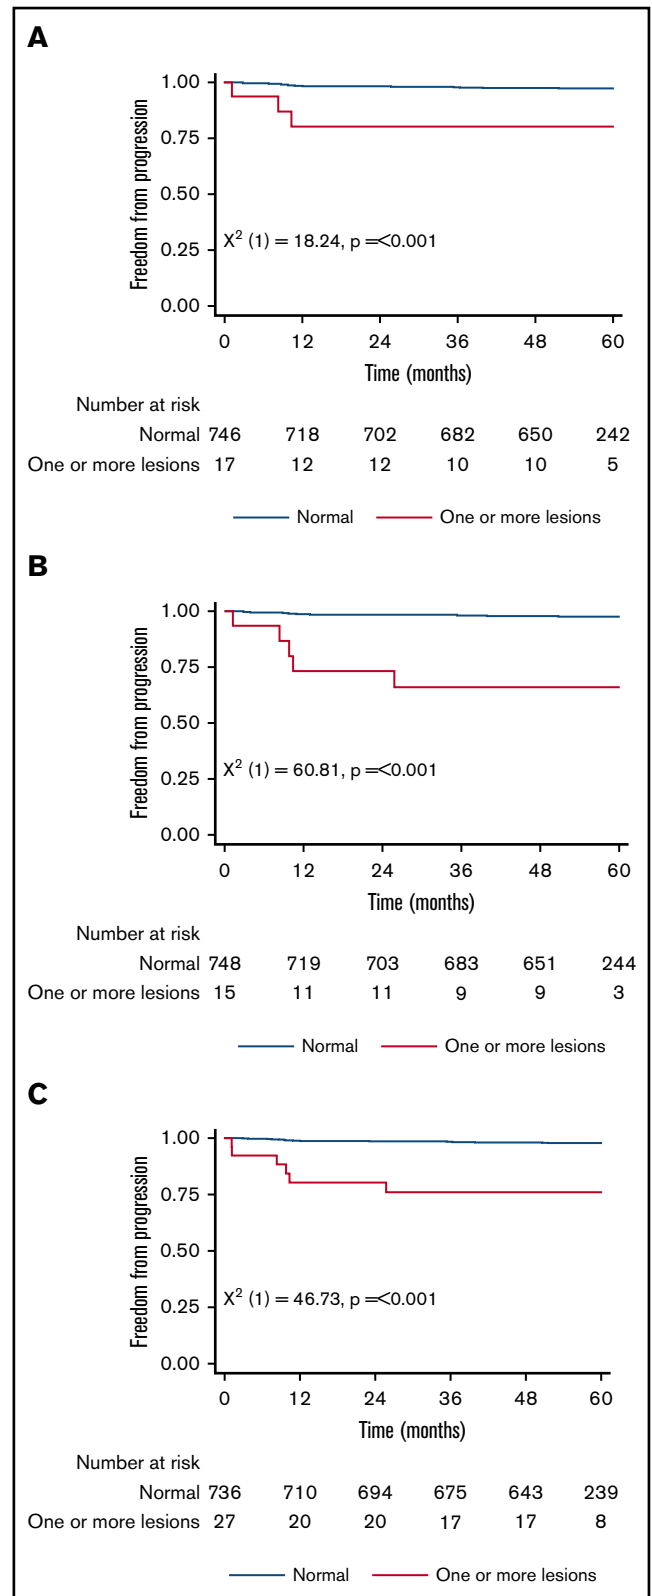 A
1.00
0.75
0.50
0.25
0.00
Freedom from progression
X² (1) = 18.24, p =<0.001
0 12 24 36 48 60
Time (months)
Number at risk
Normal 746 718 702 682 650 242
One or more lesions 17 12 12 10 10 5
Normal One or more lesions
B
1.00
0.75
0.50
0.25
0.00
Freedom from progression
X² (1) = 60.81, p =<0.001
0 12 24 36 48 60
Time (months)
Number at risk
Normal 748 719 703 683 651 244
One or more lesions 15 11 11 9 9 3
Normal One or more lesions
C
1.00
0.75
0.50
0.25
0.00
Freedom from progression
X² (1) = 46.73, p =<0.001
0 12 24 36 48 60
Time (months)
Number at risk
Normal 736 710 694 675 643 239
One or more lesions 27 20 20 17 17 8
Normal One or more lesions